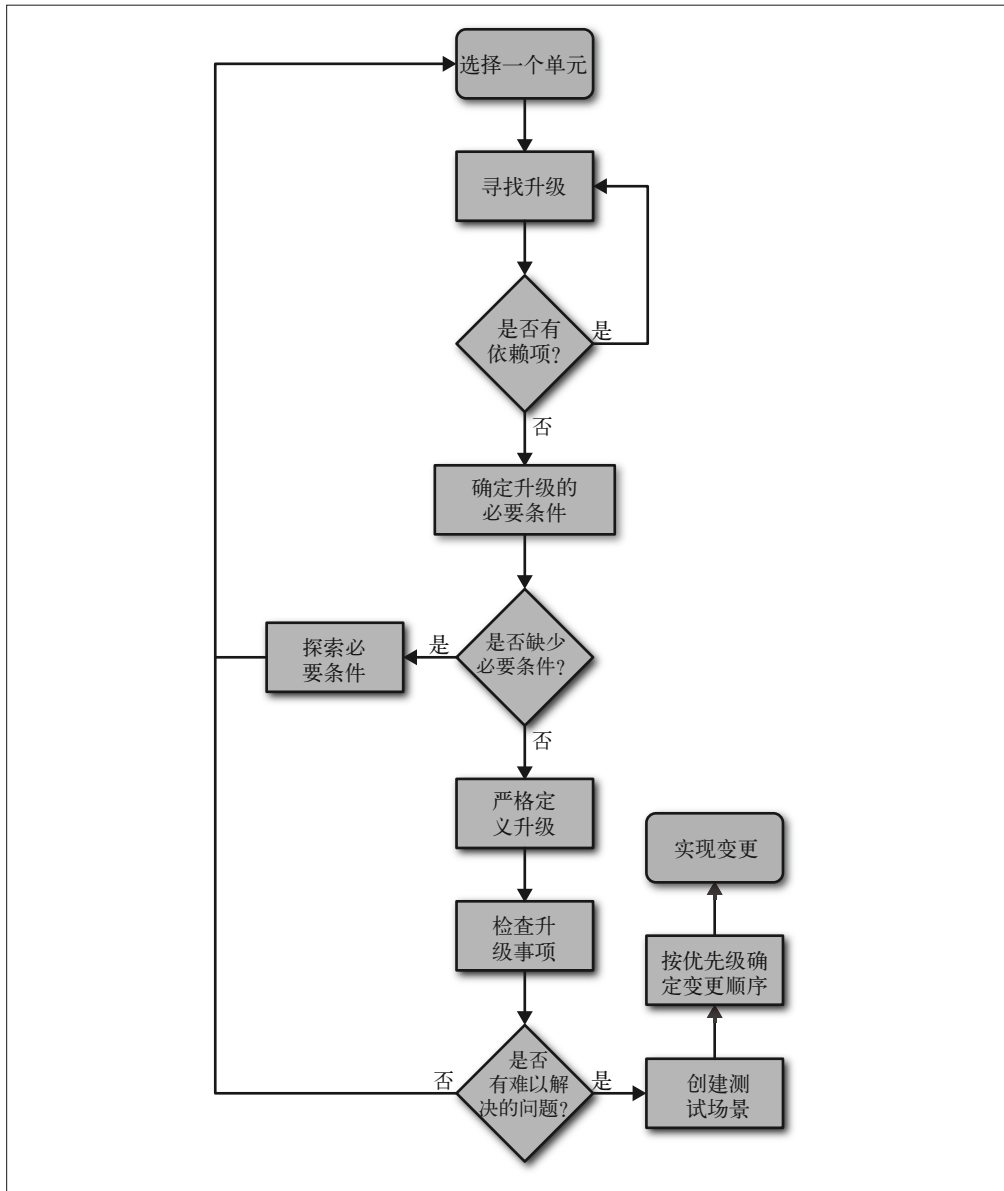 选择一个单元
寻找升级
是否有
依赖项？
是
否
确定升级的
必要条件
是否缺少
必要条件？
是
探索必
要条件
否
严格定
义升级
检查升
级事项
是否
有难以解
决的问题？
否
是
创建测
试场景
按优先级确
定变更顺序
实现变更